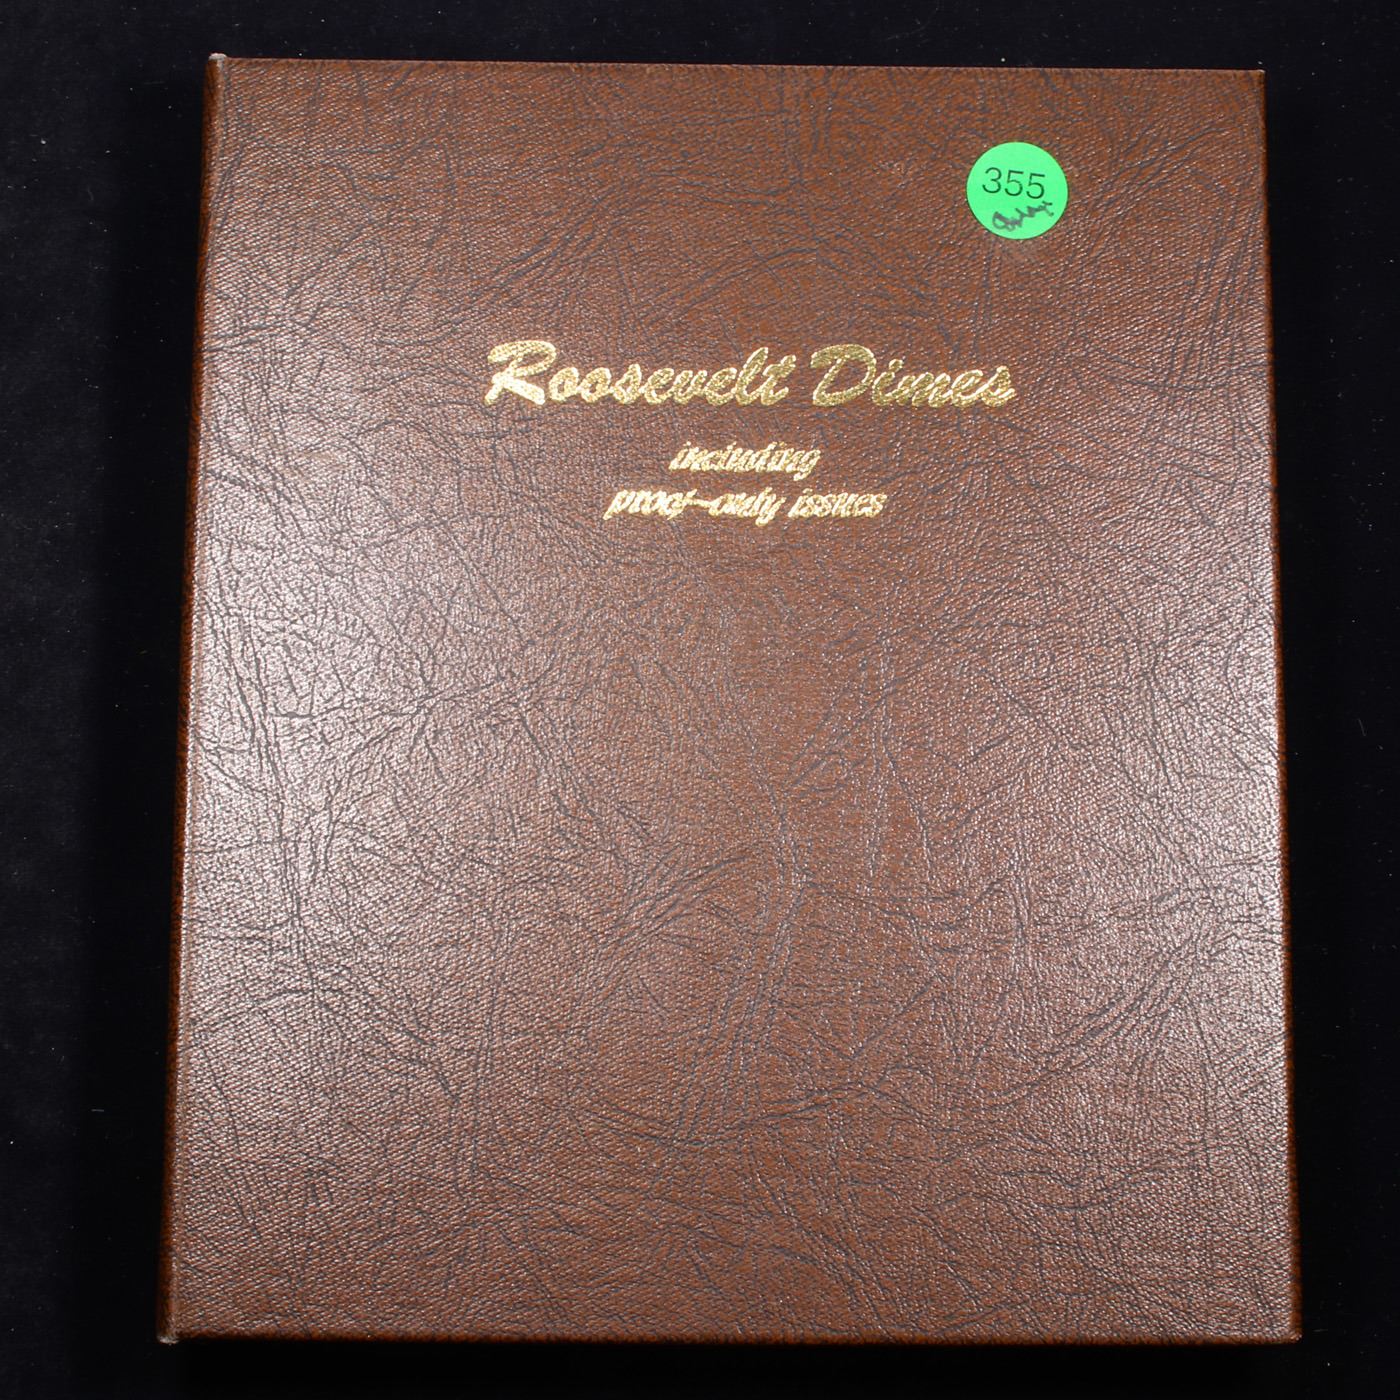 355
Roosevelt Dimes
including
proof-only issues